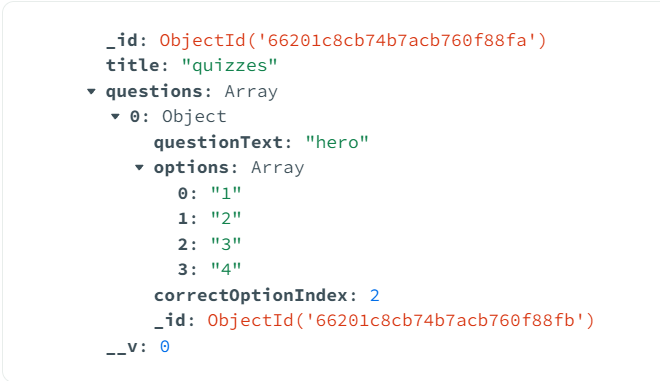 _id: ObjectId('66201c8cb74b7acb760f88fa')
title: "quizzes"
questions: Array
0: Object
questionText: "hero"
options: Array
0: "1"
1: "2"
2: "3"
3: "4"
correctOptionIndex: 2
_id: ObjectId('66201c8cb74b7acb760f88fb')
__v: 0